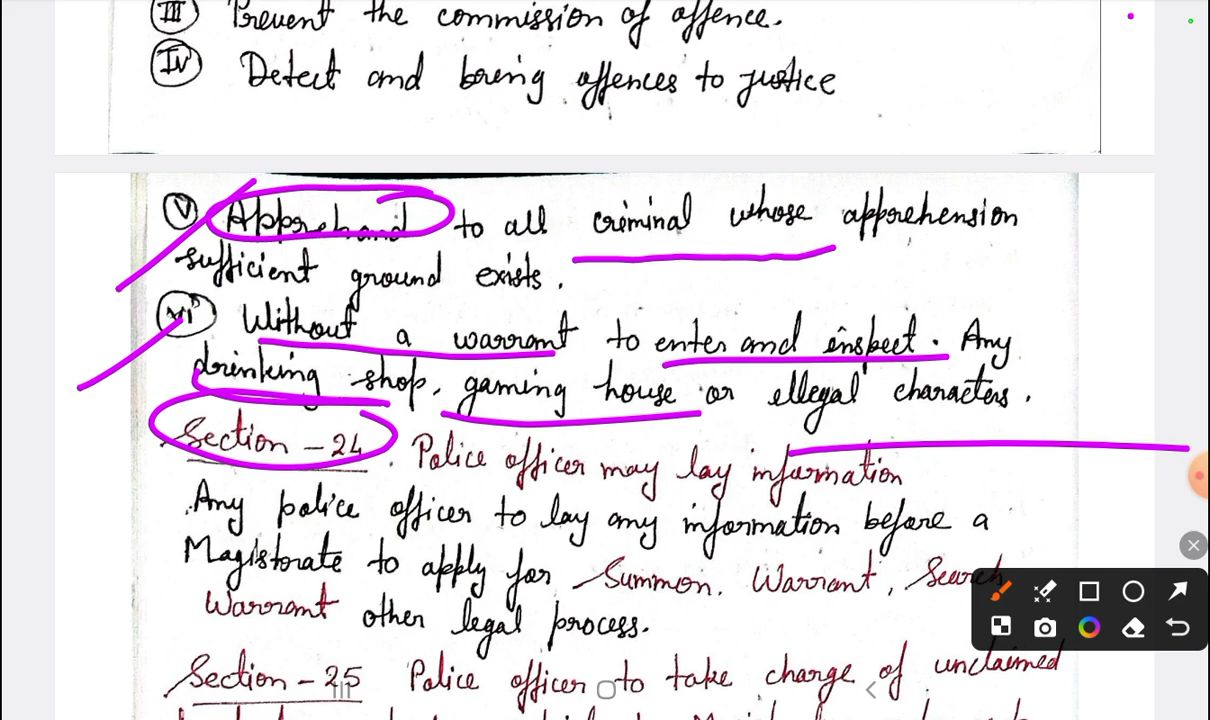 III Prevent the commission of offence.
IV Detect and bring offences to justice
V Apprehand to all criminal whose apprehension
sufficient ground exists.
VI Without a warrant to enter and inspect. Any
drinking shop, gaming house or ellegal characters.
Section - 24. Police officer may lay information
Any police officer to lay any information before a
Magistrate to apply for Summon, Warrant, Search
Warrant other legal process.
Section - 25 Police officer to take charge of unclaimed